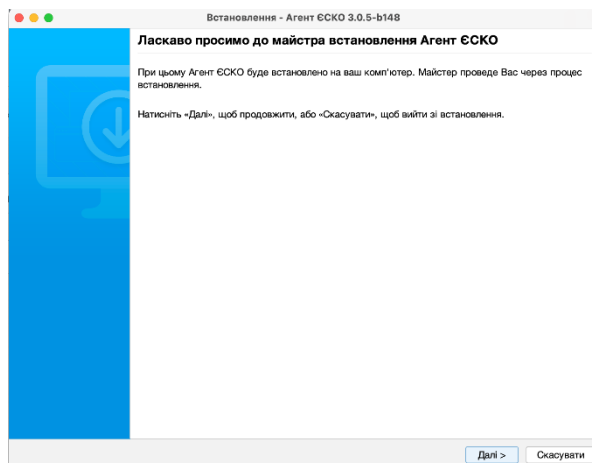 Встановлення - Агент ЄСКО 3.0.5-b148
Ласкаво просимо до майстра встановлення Агент ЄСКО
При цьому Агент ЄСКО буде встановлено на ваш комп'ютер. Майстер проведе Вас через процес
встановлення.
Натисніть «Далі», щоб продовжити, або «Скасувати», щоб вийти зі встановлення.
Далі >
Скасувати